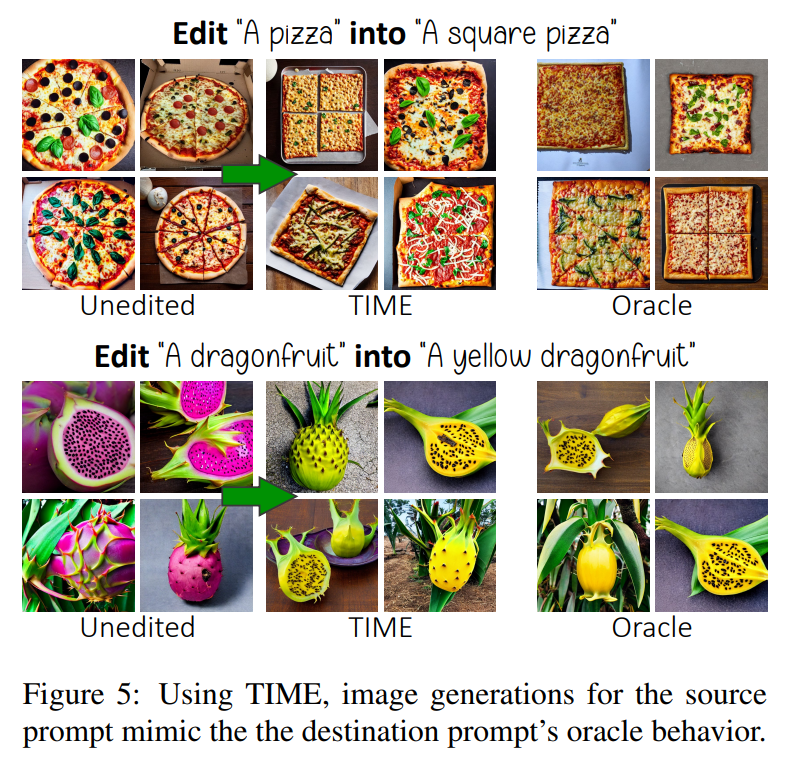 Edit "A pizza" into "A square pizza"
Unedited TIME Oracle
Edit "A dragonfruit" into "A yellow dragonfruit"
Unedited TIME Oracle
Figure 5: Using TIME, image generations for the source
prompt mimic the the destination prompt's oracle behavior.